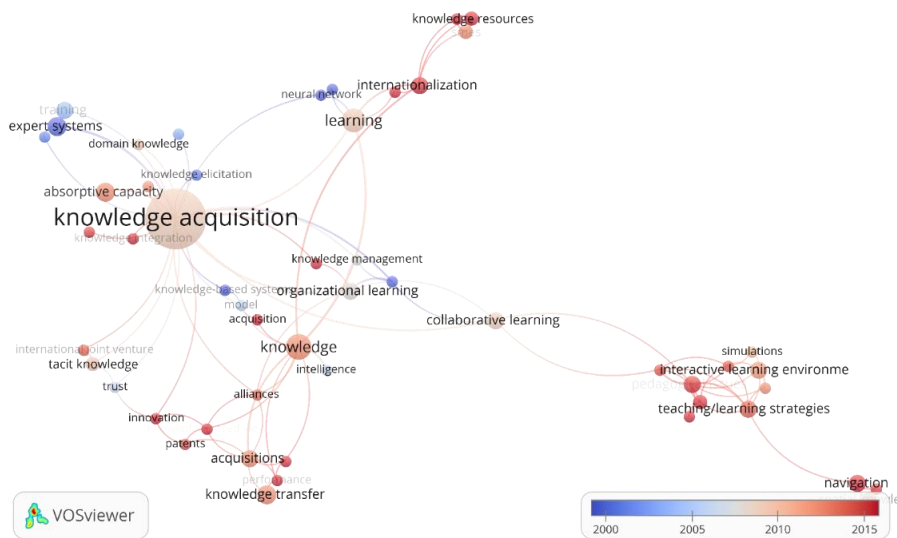 knowledge resources
SMEs
internationalization
neural network
learning
training
expert systems
domain knowledge
knowledge elicitation
absorptive capacity
knowledge acquisition
knowledge integration
knowledge management
knowledge-based systems
organizational learning
model
acquisition
collaborative learning
knowledge
international joint venture
tacit knowledge
intelligence
trust
alliances
innovation
patents
acquisitions
performance
knowledge transfer
simulations
interactive learning environme
teaching/learning strategies
navigation
VOSviewer
2000 2005 2010 2015